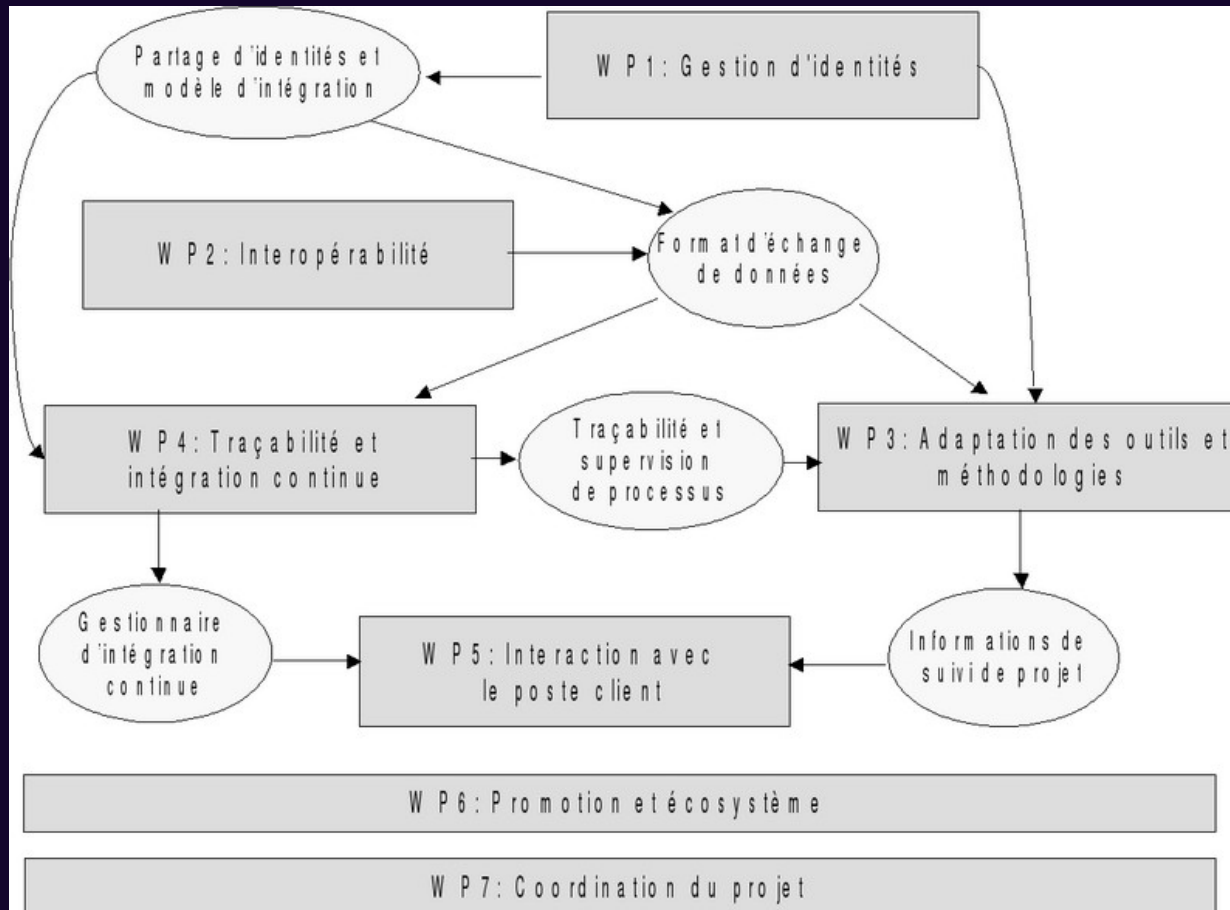 Partage d'identités et
modèle d'intégration
WP1: Gestion d'identités
WP2: Interopérabilité
Format d'échange
de données
WP4: Traçabilité et
intégration continue
Traçabilité et
supervision
de processus
WP3: Adaptation des outils et
méthodologies
Gestionnaire
d'intégration
continue
WP5: Interaction avec
le poste client
Informations de
suivi de projet
WP6: Promotion et écosystème
WP7: Coordination du projet